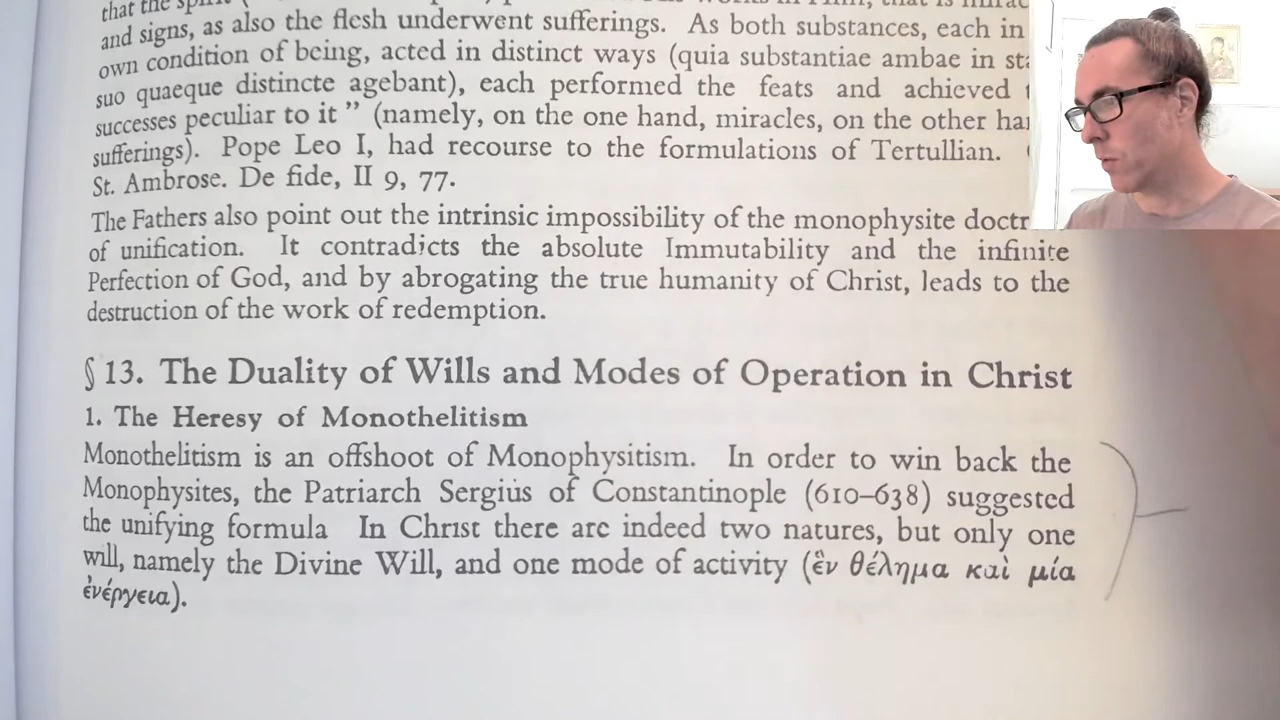 that the
and signs, as also the flesh underwent sufferings. As both substances, each in
own condition of being, acted in distinct ways (quia substantiae ambae in
suo quaeque distincte agebant), each performed the feats and achieved
successes peculiar to it” (namely, on the one hand, miracles, on the other
sufferings). Pope Leo I, had recourse to the formulations of Tertullian.
St. Ambrose. De fide, II 9, 77.
The Fathers also point out the intrinsic impossibility of the monophysite
of unification. It contradicts the absolute Immutability and the infinite
Perfection of God, and by abrogating the true humanity of Christ, leads to the
destruction of the work of redemption.
§ 13. The Duality of Wills and Modes of Operation in Christ
1. The Heresy of Monothelitism
Monothelitism is an offshoot of Monophysitism. In order to win back the
Monophysites, the Patriarch Sergius of Constantinople (610–638) suggested
the unifying formula In Christ there are indeed two natures, but only one
will, namely the Divine Will, and one mode of activity (ἓν θέλημα καὶ μία
ἐνέργεια).